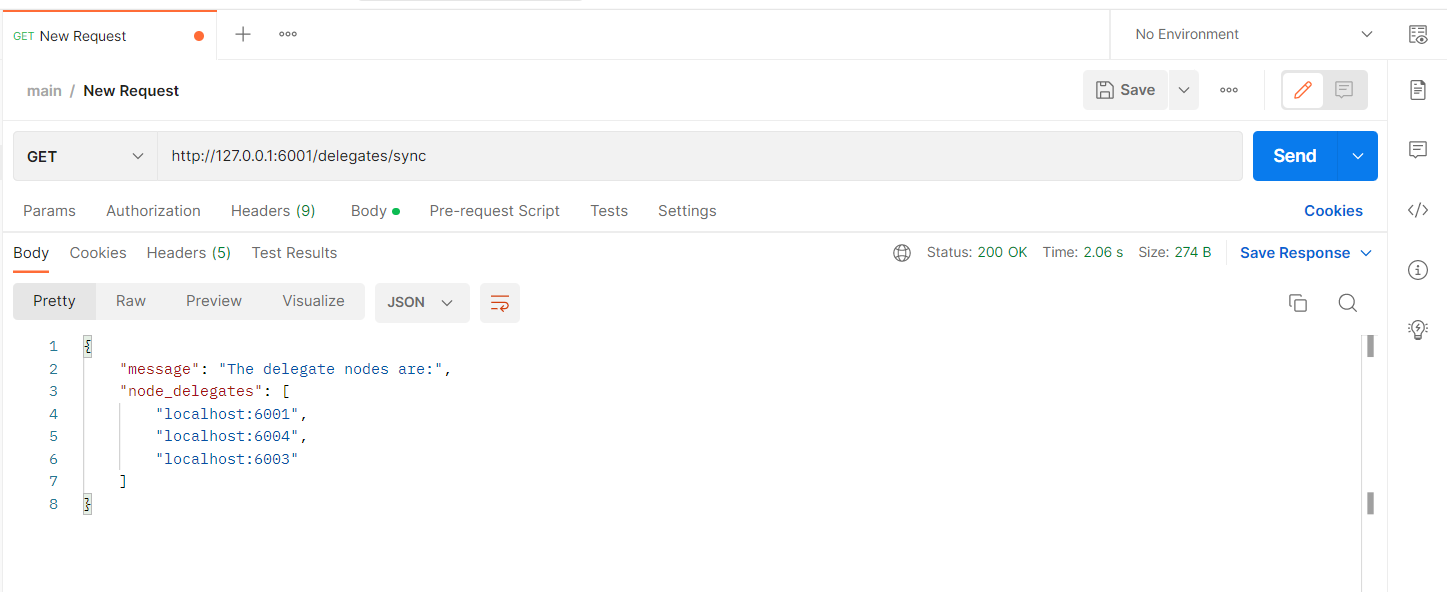 GET New Request
No Environment
main / New Request
Save
GET http://127.0.0.1:6001/delegates/sync Send
Params Authorization Headers (9) Body Pre-request Script Tests Settings Cookies
Body Cookies Headers (5) Test Results Status: 200 OK Time: 2.06 s Size: 274 B Save Response
Pretty Raw Preview Visualize JSON
1 {
2 "message": "The delegate nodes are:",
3 "node_delegates": [
4 "localhost:6001",
5 "localhost:6004",
6 "localhost:6003"
7 ]
8 }